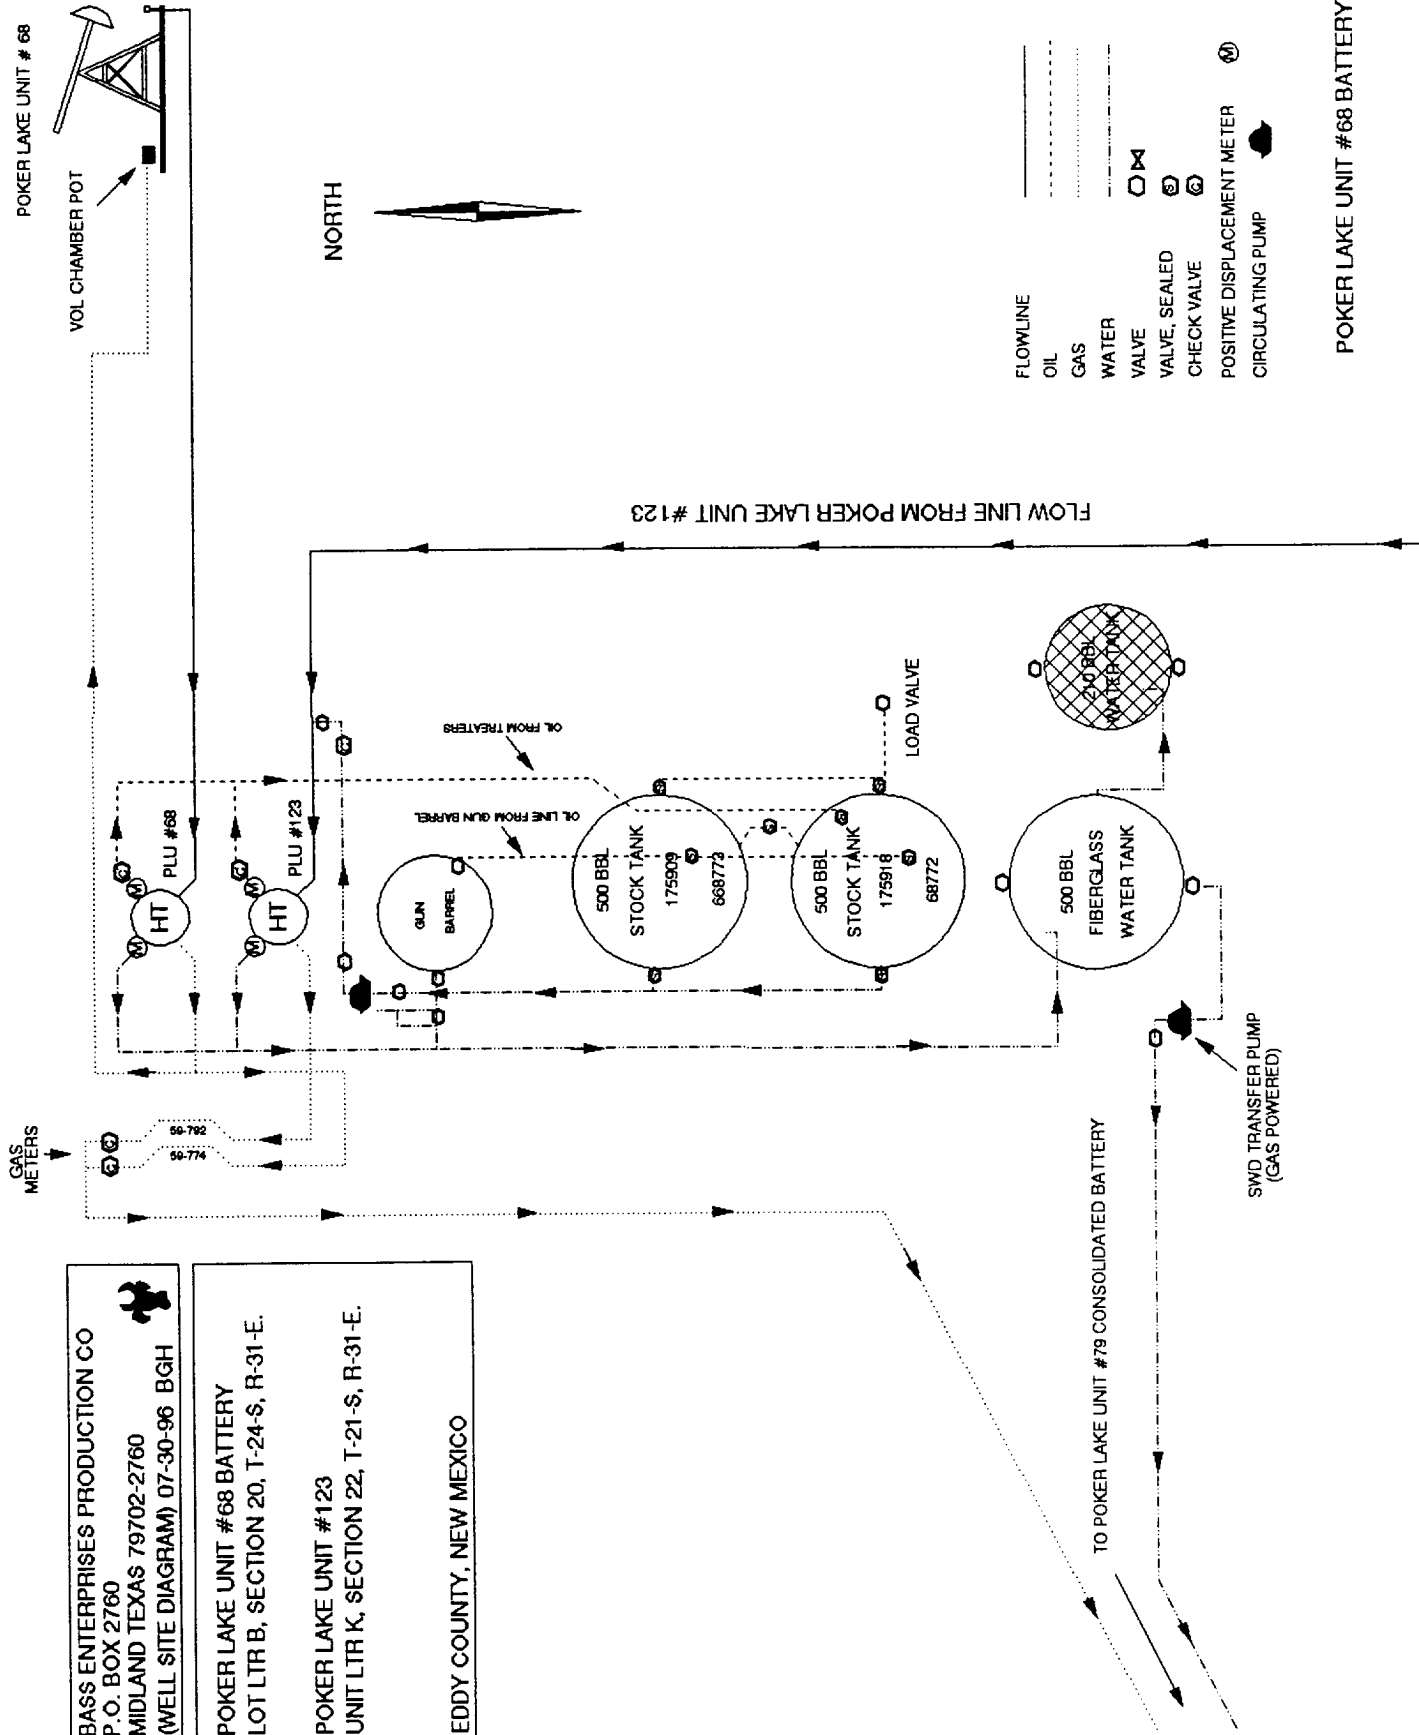 BASS ENTERPRISES PRODUCTION CO
P.O. BOX 2760
MIDLAND TEXAS 79702-2760
(WELL SITE DIAGRAM) 07-30-96 BGH
POKER LAKE UNIT #68 BATTERY
LOT LTR B, SECTION 20, T-24-S, R-31-E.
POKER LAKE UNIT #123
UNIT LTR K, SECTION 22, T-21-S, R-31-E.
EDDY COUNTY, NEW MEXICO
GAS
METERS
59-792
59-774
POKER LAKE UNIT # 68
VOL CHAMBER POT
NORTH
M
M
C
HT
PLU #68
M
M
C
HT
PLU #123
C
C
C
OIL FROM TREATERS
OIL LINE FROM GUN BARREL
GUN
BARREL
500 BBL
STOCK TANK
175909
668773
S
S
S
S
500 BBL
STOCK TANK
175918
68772
S
S
S
S
LOAD VALVE
FLOW LINE FROM POKER LAKE UNIT #123
500 BBL
FIBERGLASS
WATER TANK
210 BBL
WATER TANK
SWD TRANSFER PUMP
(GAS POWERED)
TO POKER LAKE UNIT #79 CONSOLIDATED BATTERY
FLOWLINE
OIL
GAS
WATER
VALVE
VALVE, SEALED S
CHECK VALVE C
POSITIVE DISPLACEMENT METER M
CIRCULATING PUMP
POKER LAKE UNIT #68 BATTERY